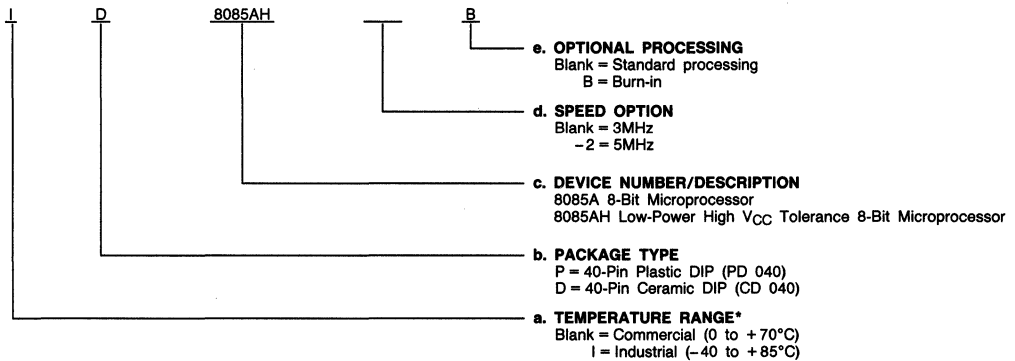 I D 8085AH B
e. OPTIONAL PROCESSING
Blank = Standard processing
B = Burn-in
d. SPEED OPTION
Blank = 3MHz
-2 = 5MHz
c. DEVICE NUMBER/DESCRIPTION
8085A 8-Bit Microprocessor
8085AH Low-Power High VCC Tolerance 8-Bit Microprocessor
b. PACKAGE TYPE
P = 40-Pin Plastic DIP (PD 040)
D = 40-Pin Ceramic DIP (CD 040)
a. TEMPERATURE RANGE*
Blank = Commercial (0 to +70°C)
I = Industrial (-40 to +85°C)